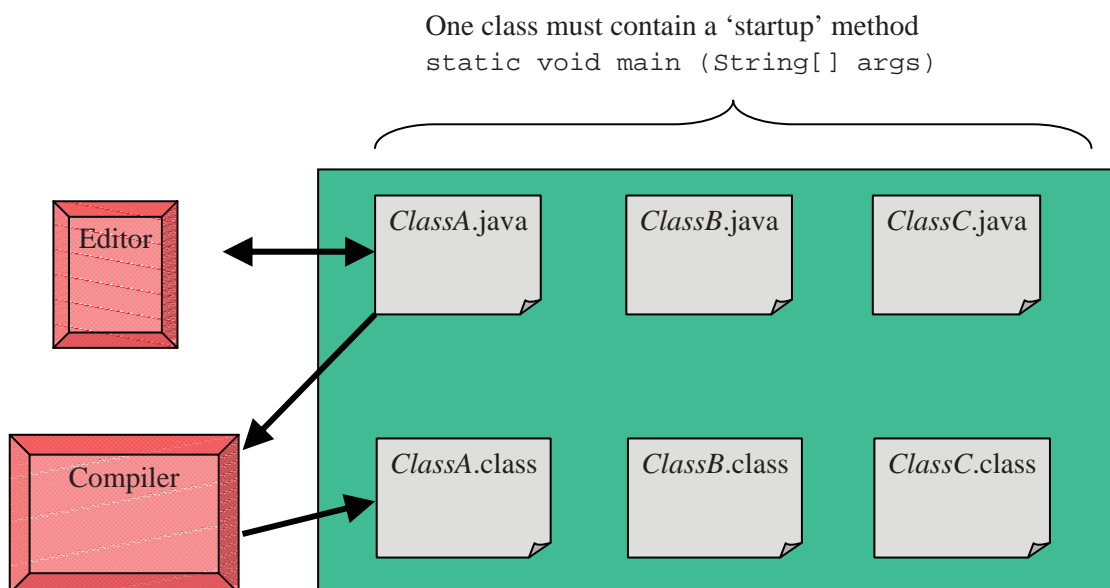 One class must contain a ‘startup’ method
static void main (String[] args)
Editor
ClassA.java
ClassB.java
ClassC.java
Compiler
ClassA.class
ClassB.class
ClassC.class